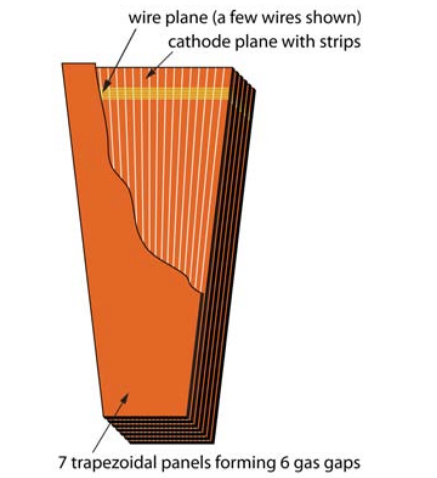 wire plane (a few wires shown)
cathode plane with strips
7 trapezoidal panels forming 6 gas gaps